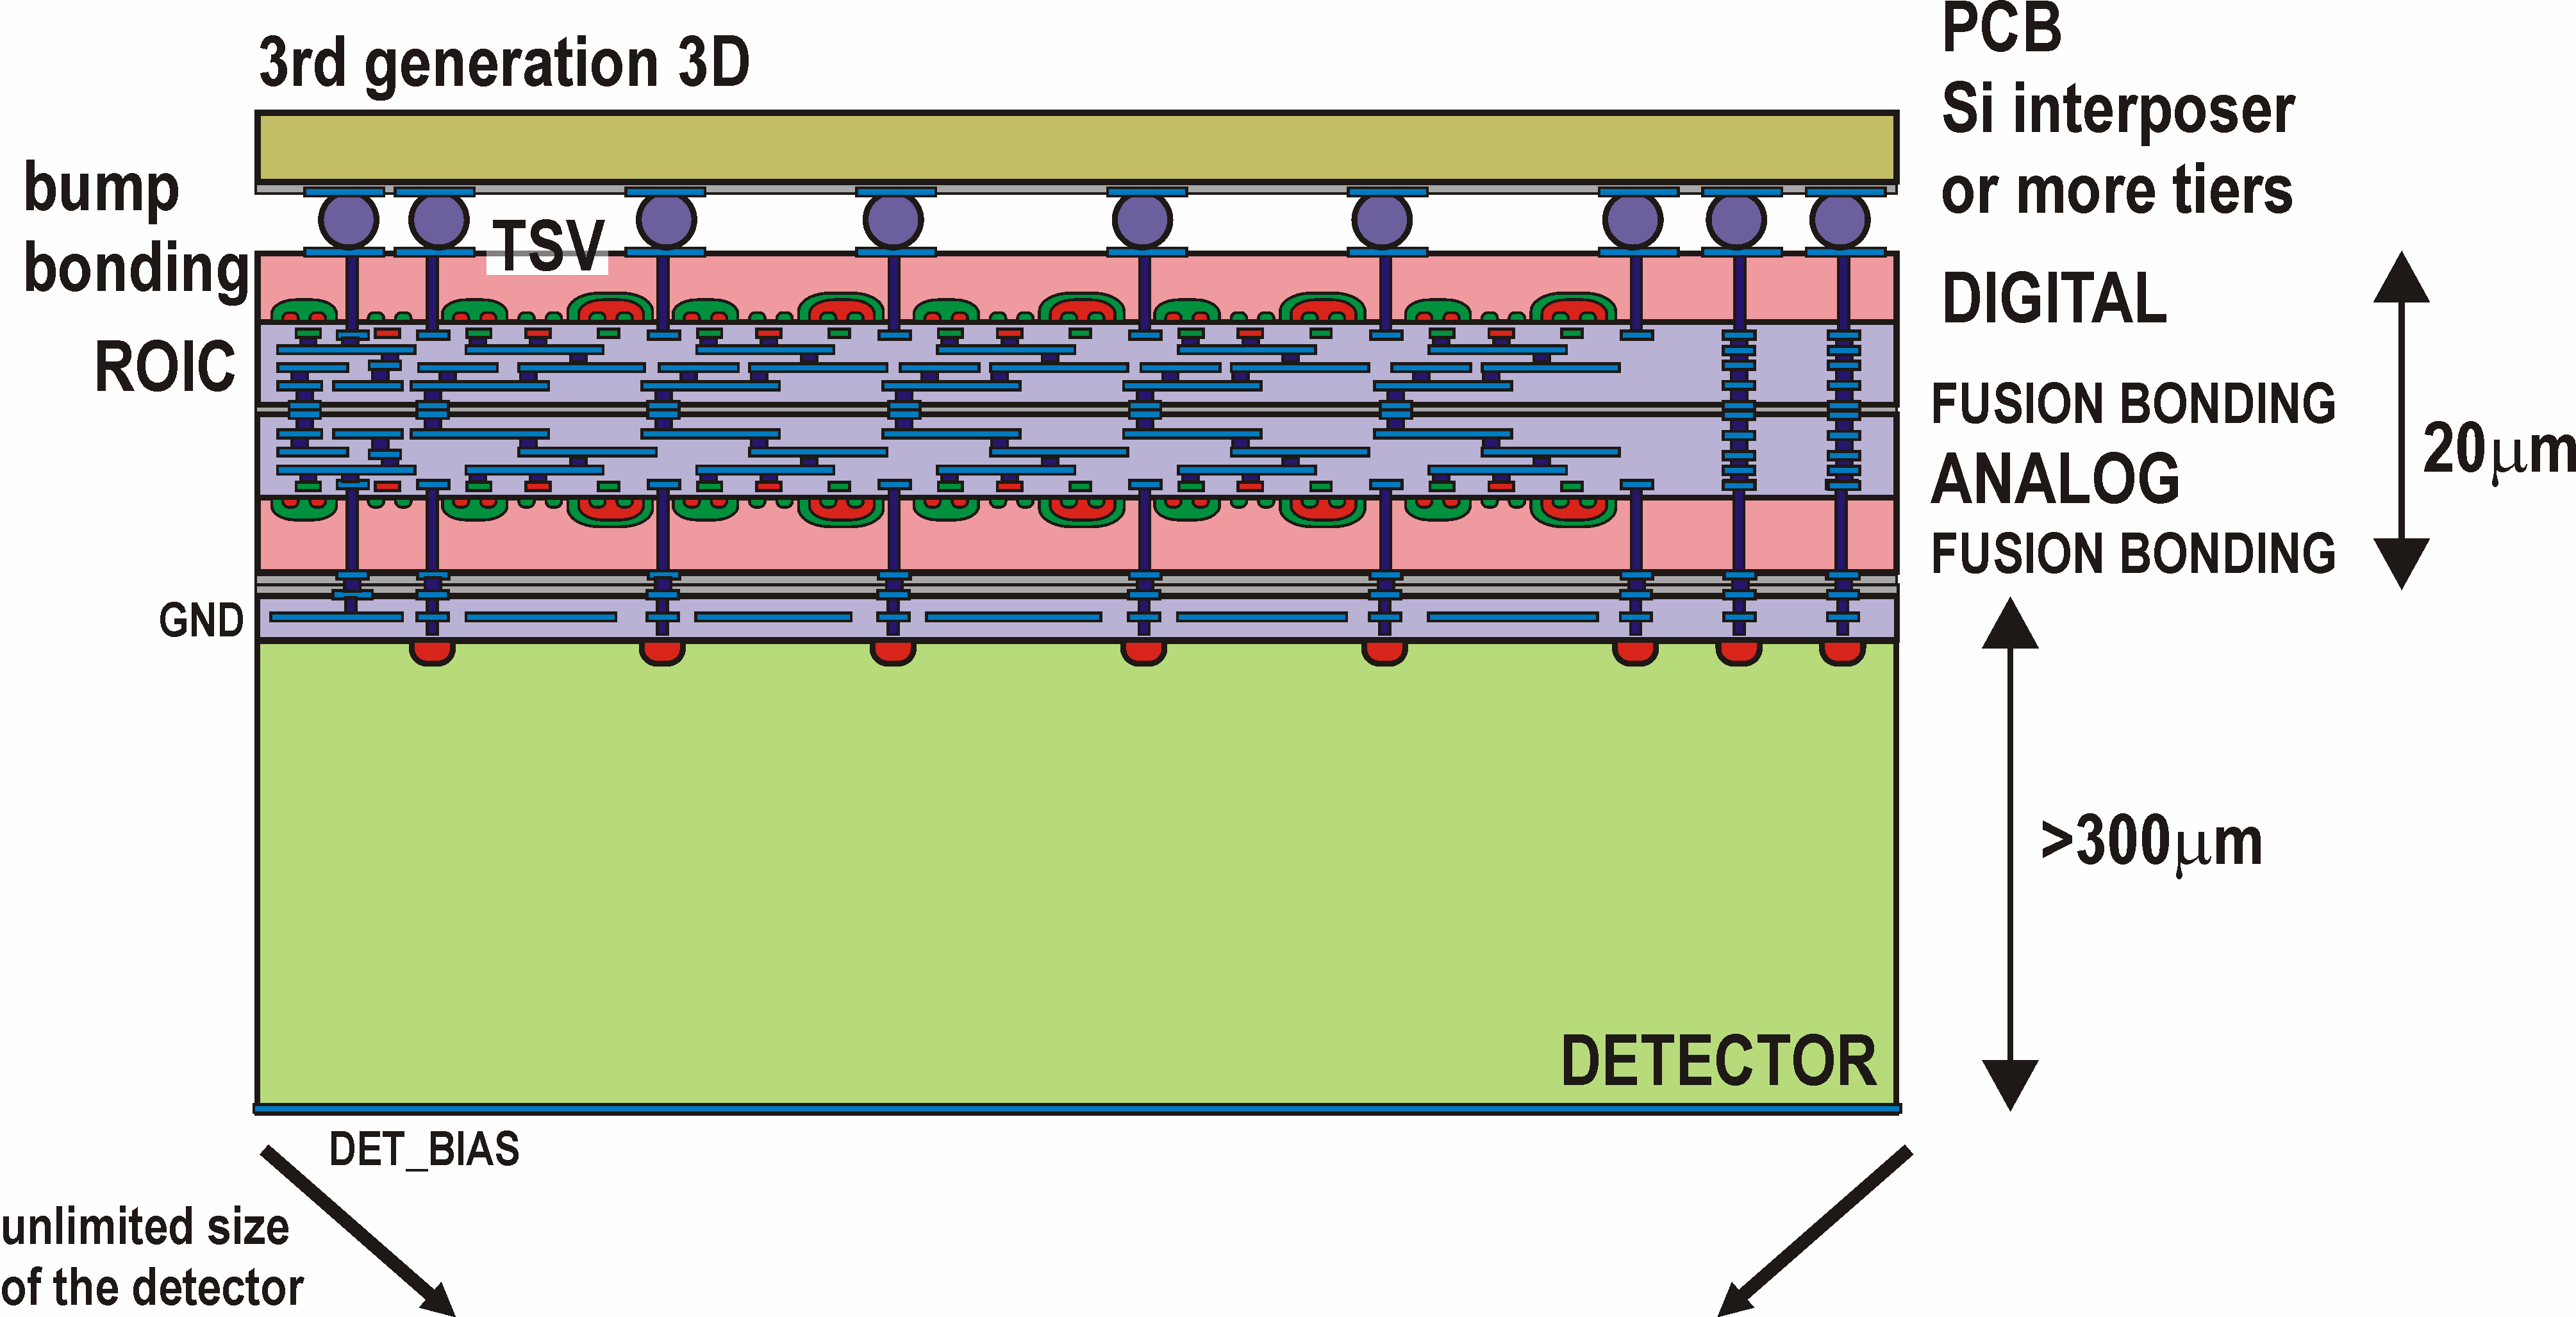 3rd generation 3D
PCB
Si interposer
or more tiers
bump
bonding
TSV
DIGITAL
ROIC
FUSION BONDING
ANALOG
20μm
FUSION BONDING
GND
>300μm
DETECTOR
DET_BIAS
unlimited size
of the detector